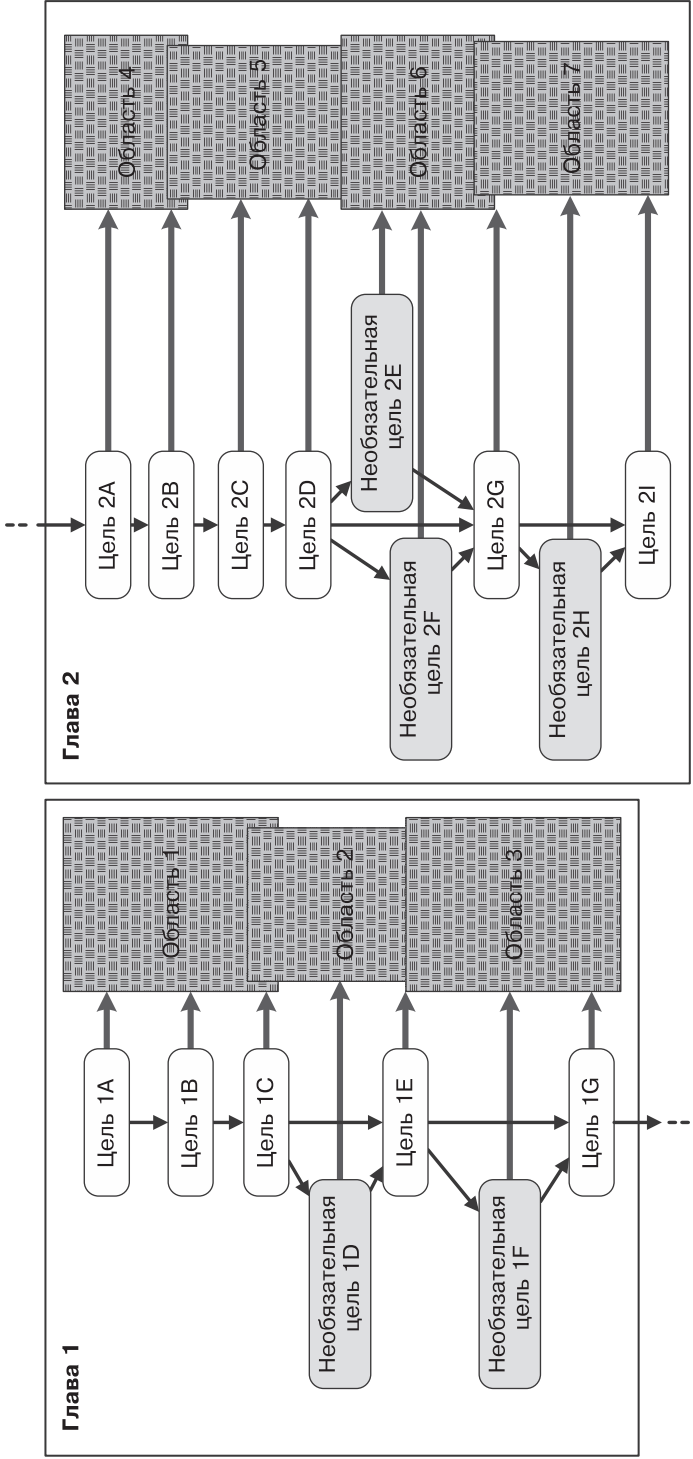 Глава 1
Цель 1A
Цель 1B
Цель 1C
Необязательная
цель 1D
Цель 1E
Необязательная
цель 1F
Цель 1G
Область 1
Область 2
Область 3
Глава 2
Цель 2A
Цель 2B
Цель 2C
Цель 2D
Необязательная
цель 2E
Необязательная
цель 2F
Цель 2G
Необязательная
цель 2H
Цель 2I
Область 4
Область 5
Область 6
Область 7